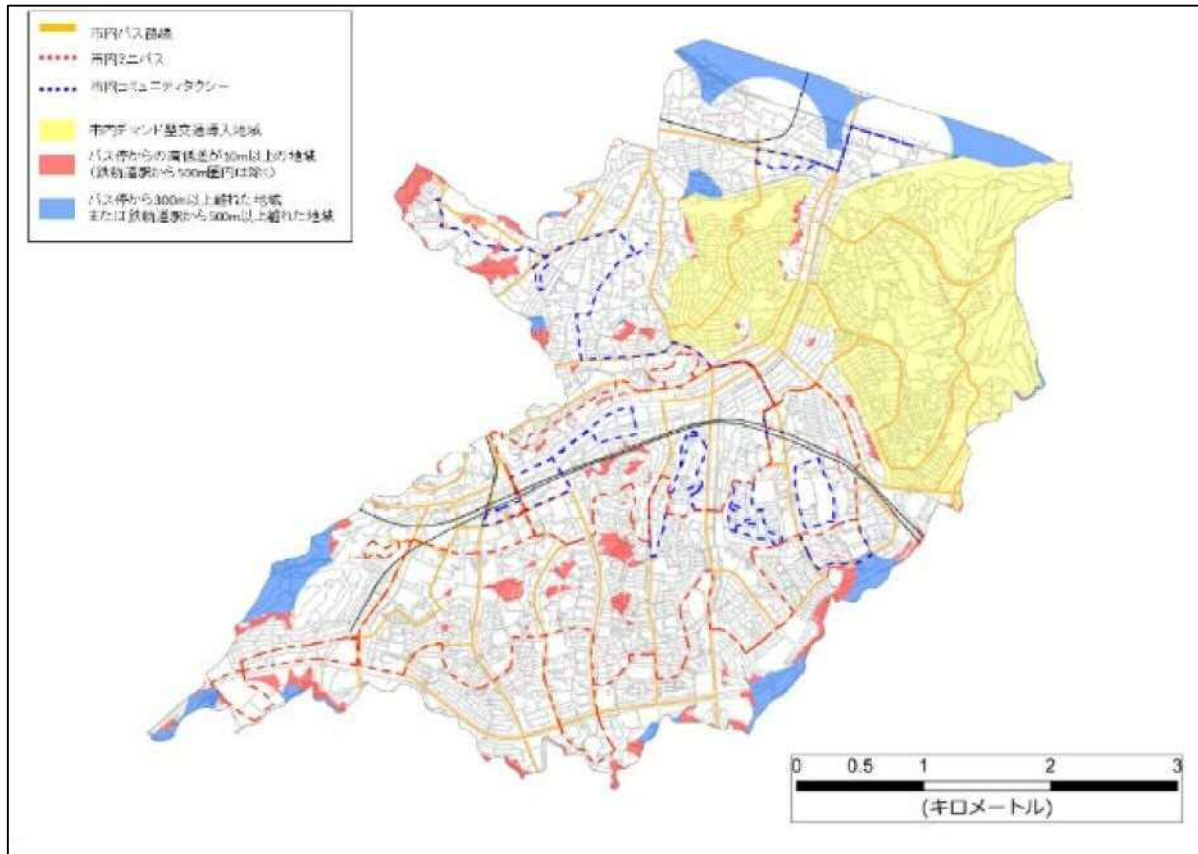 市内バス路線
市内ミニバス
市内コミュニティタクシー
市内デマンド型交通導入地域
バス停からの高低差が10m以上の地域
(鉄軌道駅から500m圏内は除く)
バス停から300m以上離れた地域
または鉄軌道駅から500m以上離れた地域
0 0.5 1 2 3
(キロメートル)